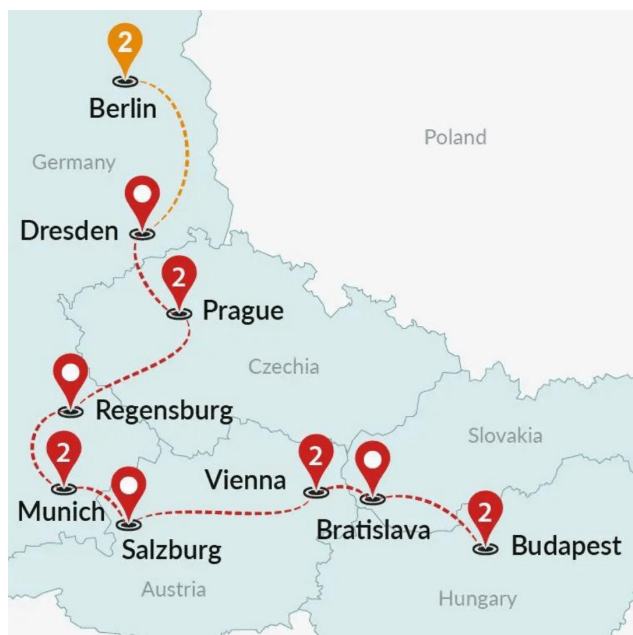 2
Berlin
Poland
Germany
Dresden
2
Prague
Czechia
Regensburg
Slovakia
2
Vienna
2
Munich
Bratislava
2
Salzburg
Budapest
Austria
Hungary